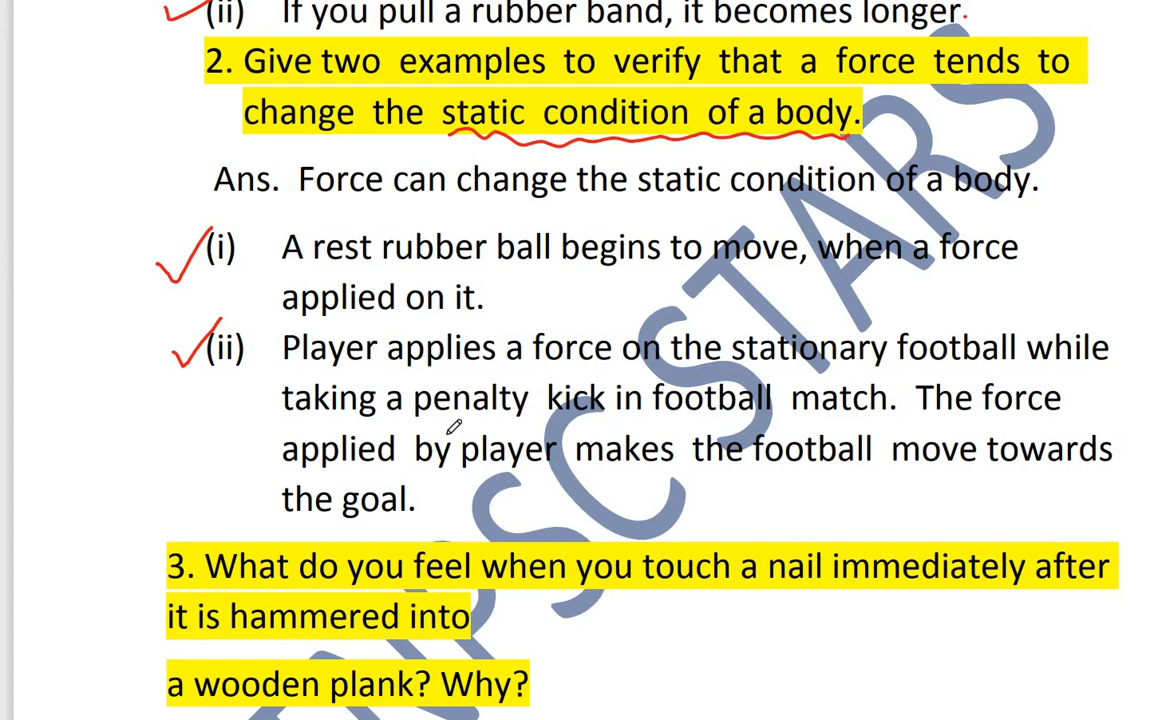 (ii) If you pull a rubber band, it becomes longer.
2. Give two examples to verify that a force tends to
change the static condition of a body.
Ans. Force can change the static condition of a body.
(i) A rest rubber ball begins to move, when a force
applied on it.
(ii) Player applies a force on the stationary football while
taking a penalty kick in football match. The force
applied by player makes the football move towards
the goal.
3. What do you feel when you touch a nail immediately after
it is hammered into
a wooden plank? Why?
PSC STARS